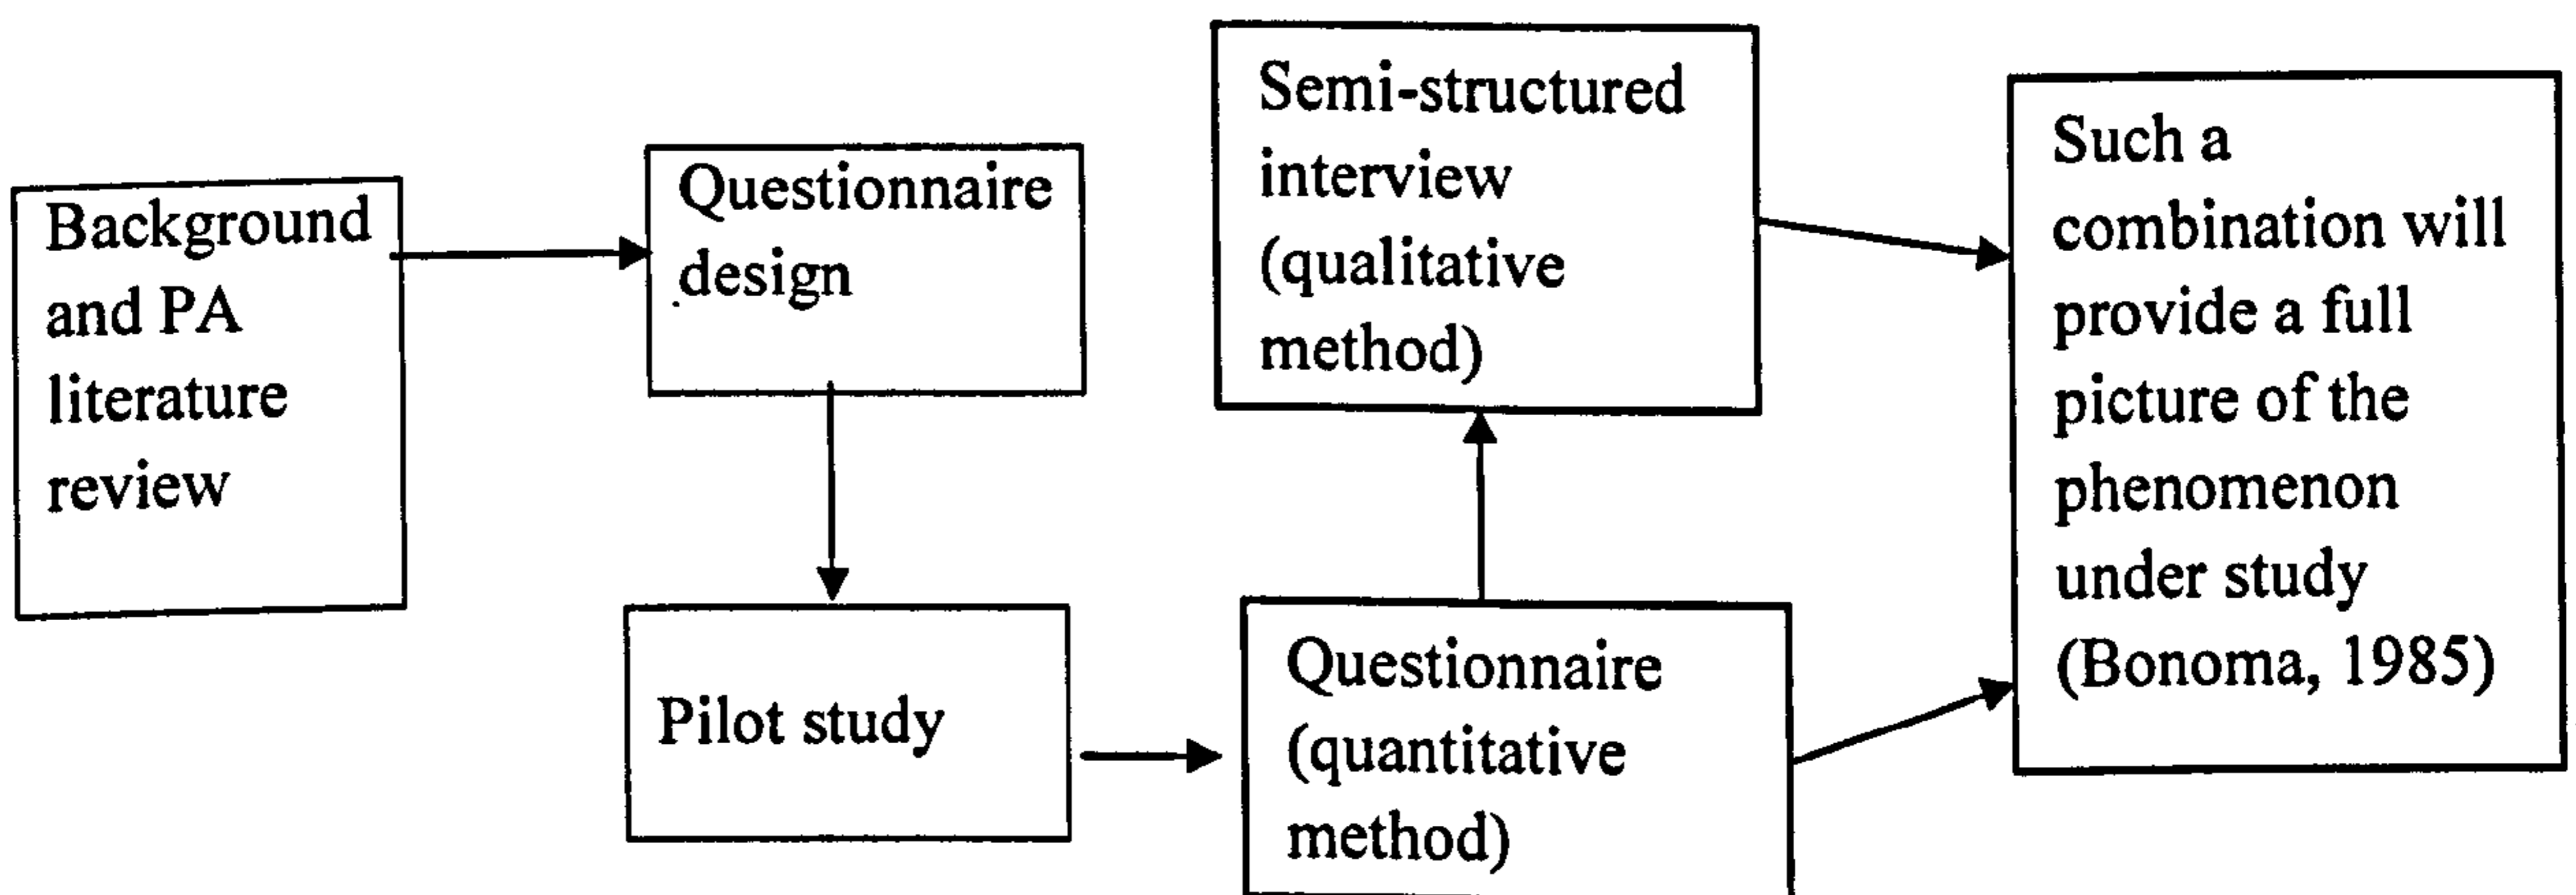 Background
and PA
literature
review
Questionnaire
design
Pilot study
Questionnaire
(quantitative
method)
Semi-structured
interview
(qualitative
method)
Such a
combination will
provide a full
picture of the
phenomenon
under study
(Bonoma, 1985)